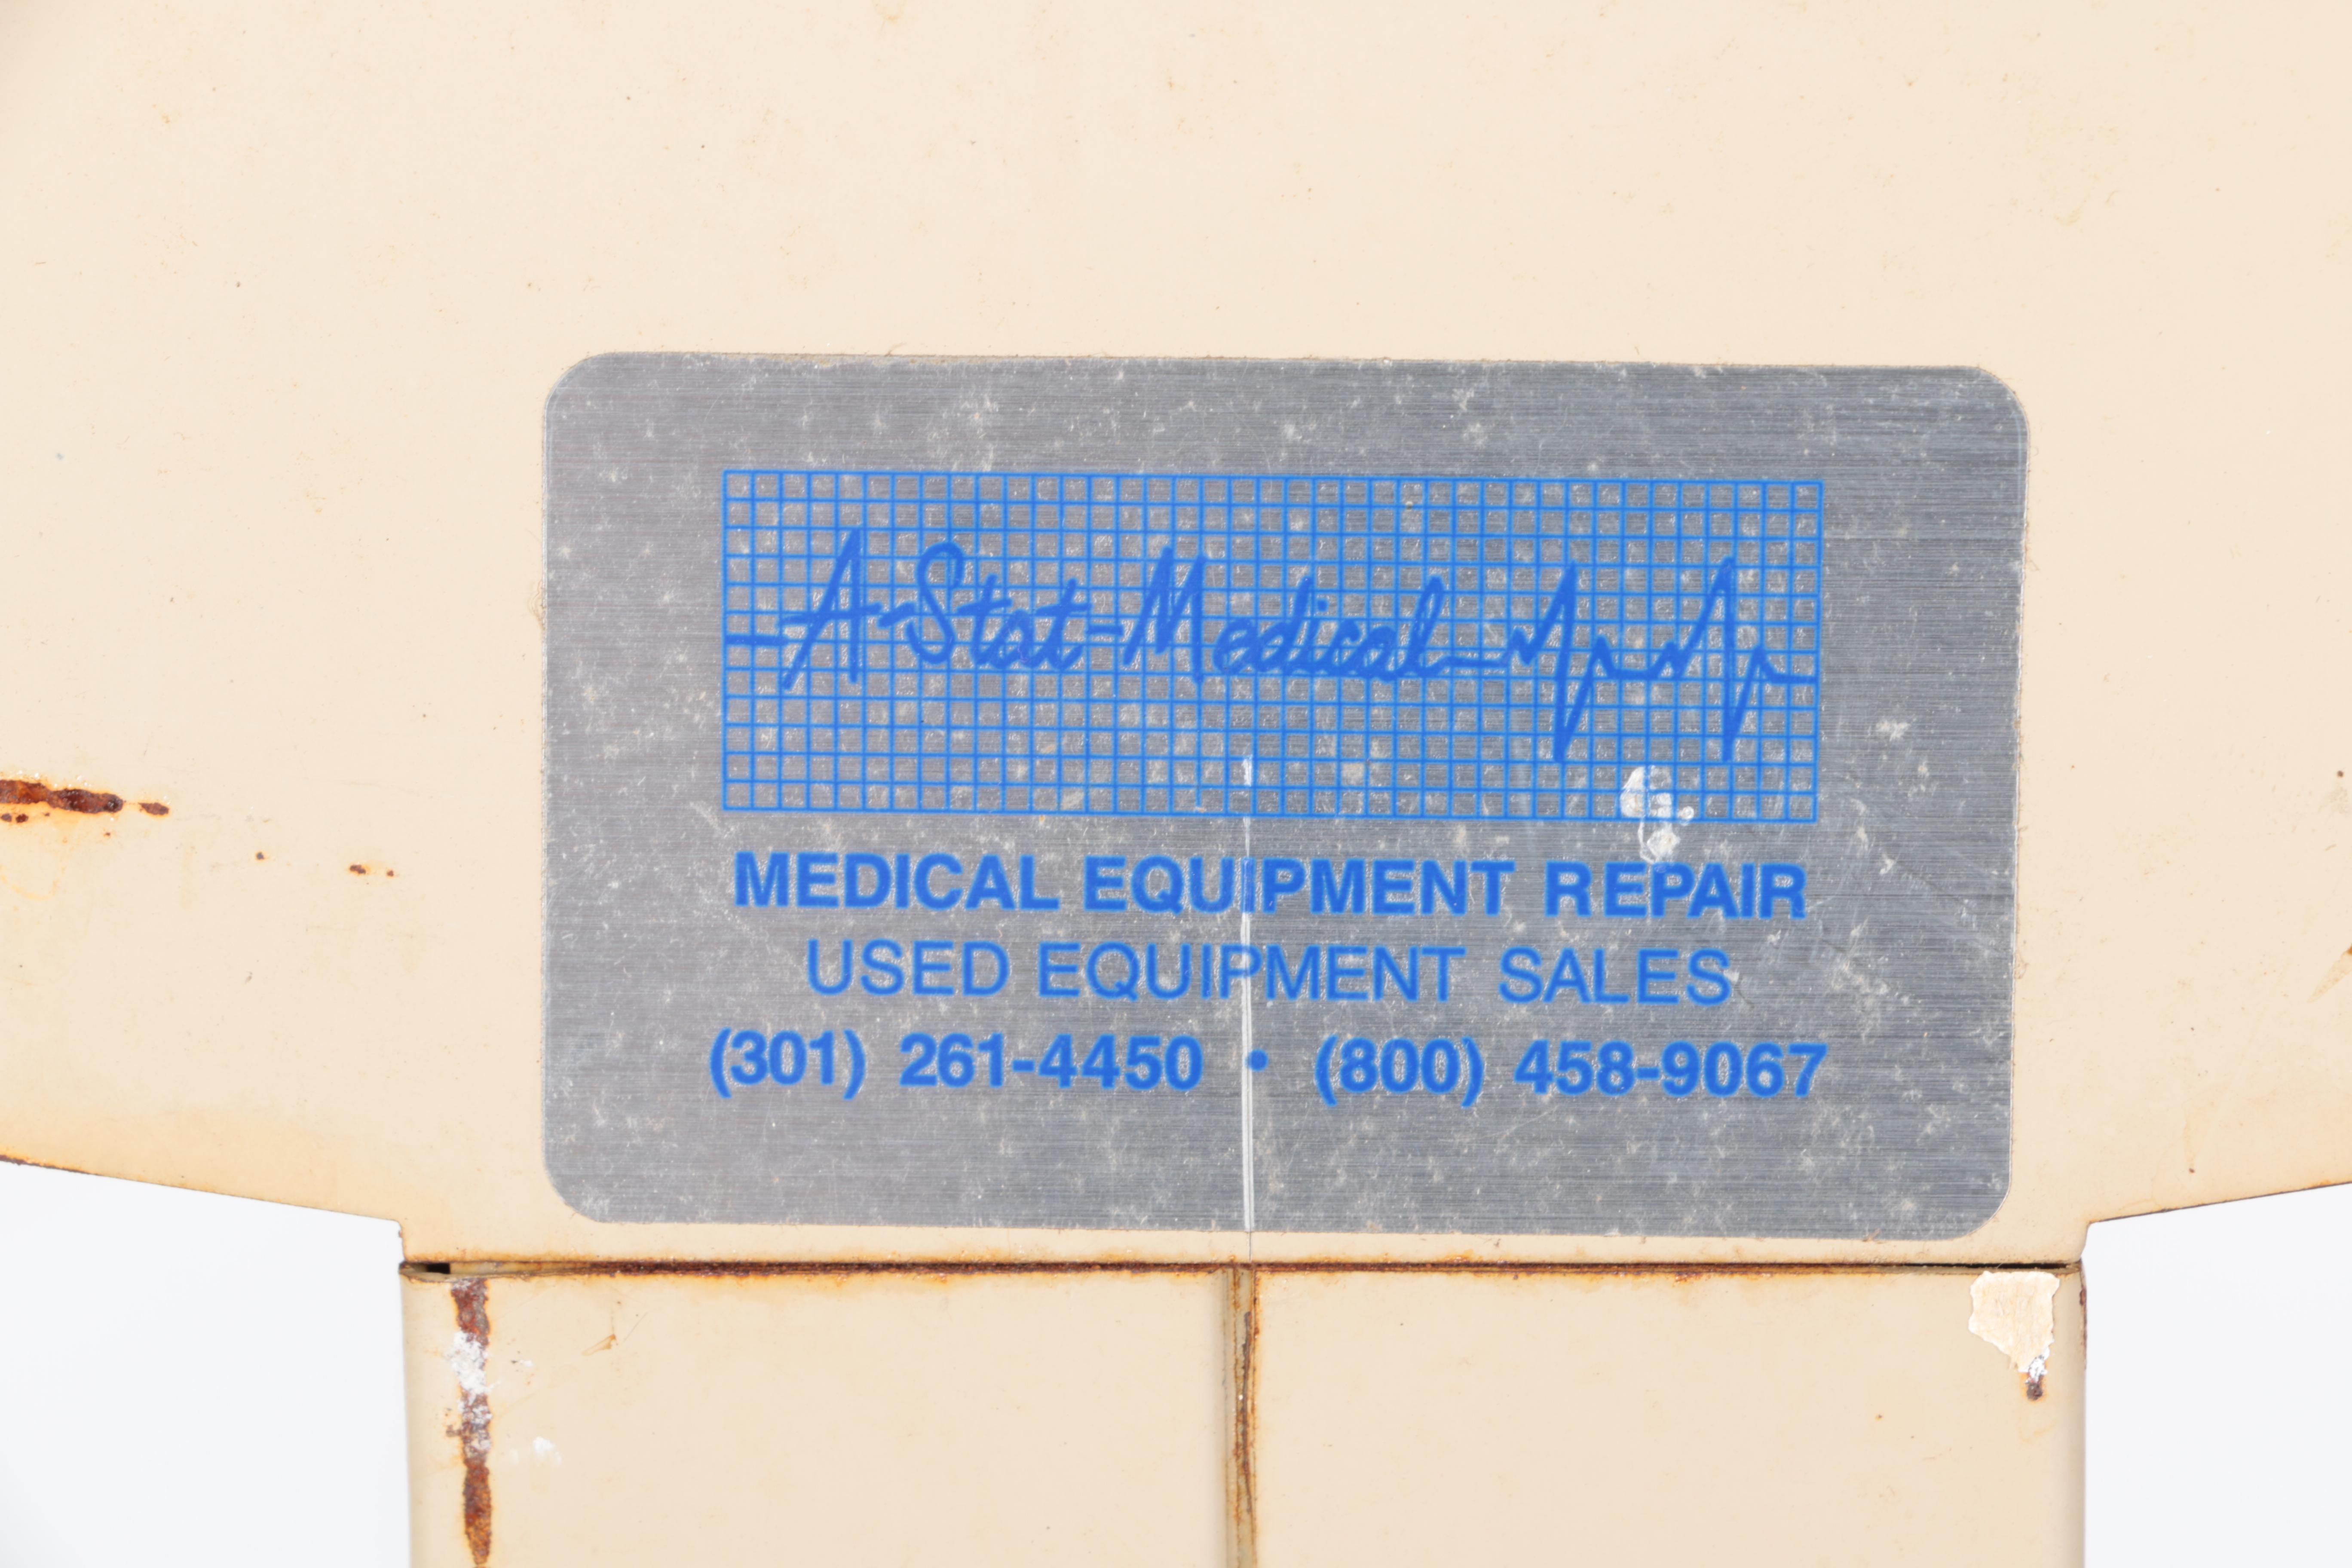 A-Stat-Medical
MEDICAL EQUIPMENT REPAIR
USED EQUIPMENT SALES
(301) 261-4450 • (800) 458-9067